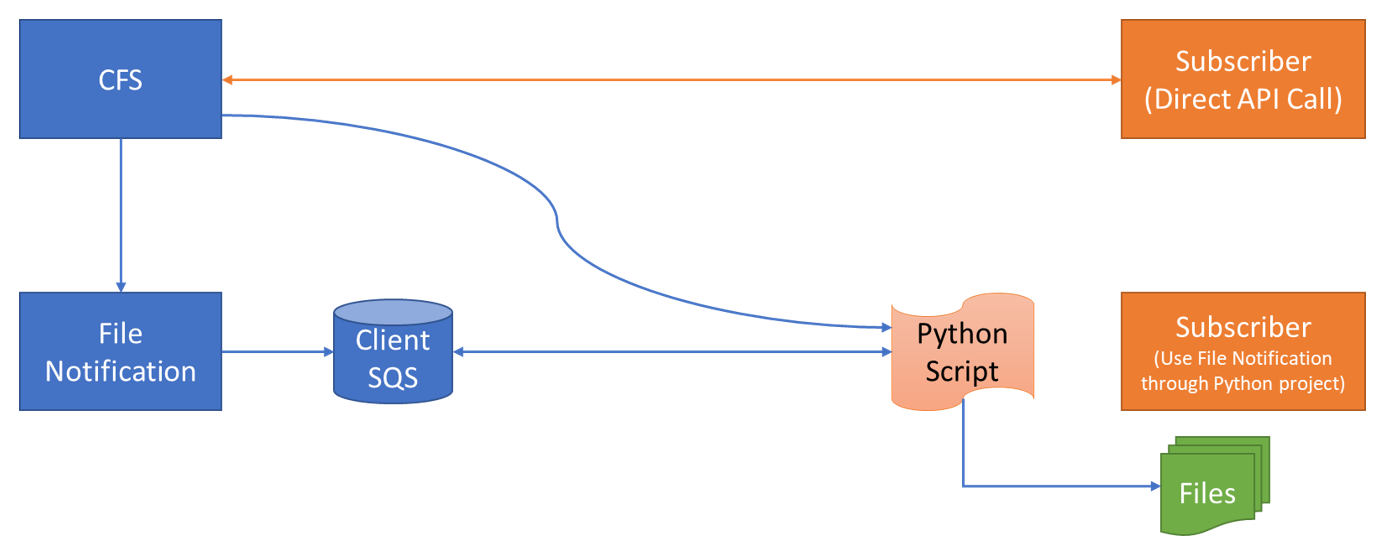 CFS
Subscriber
(Direct API Call)
File
Notification
Client
SQS
Python
Script
Subscriber
(Use File Notification
through Python project)
Files